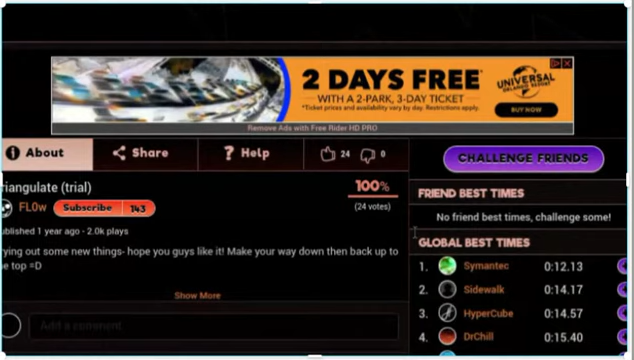 2 DAYS FREE*
WITH A 2-PARK, 3-DAY TICKET
*Ticket prices and availability vary by day. Restrictions apply.
UNIVERSAL
ORLANDO RESORT
BUY NOW
Remove Ads with Free Rider HD PRO
About
Share
Help
24
0
CHALLENGE FRIENDS
riangulate (trial)
100%
FL0w
Subscribe 143
(24 votes)
ublished 1 year ago - 2.0k plays
rying out some new things- hope you guys like it! Make your way down then back up to
e top =D
Show More
Add a comment
FRIEND BEST TIMES
No friend best times, challenge some!
GLOBAL BEST TIMES
1. Symantec 0:12.13
2. Sidewalk 0:14.17
3. HyperCube 0:14.57
4. DrChill 0:15.40